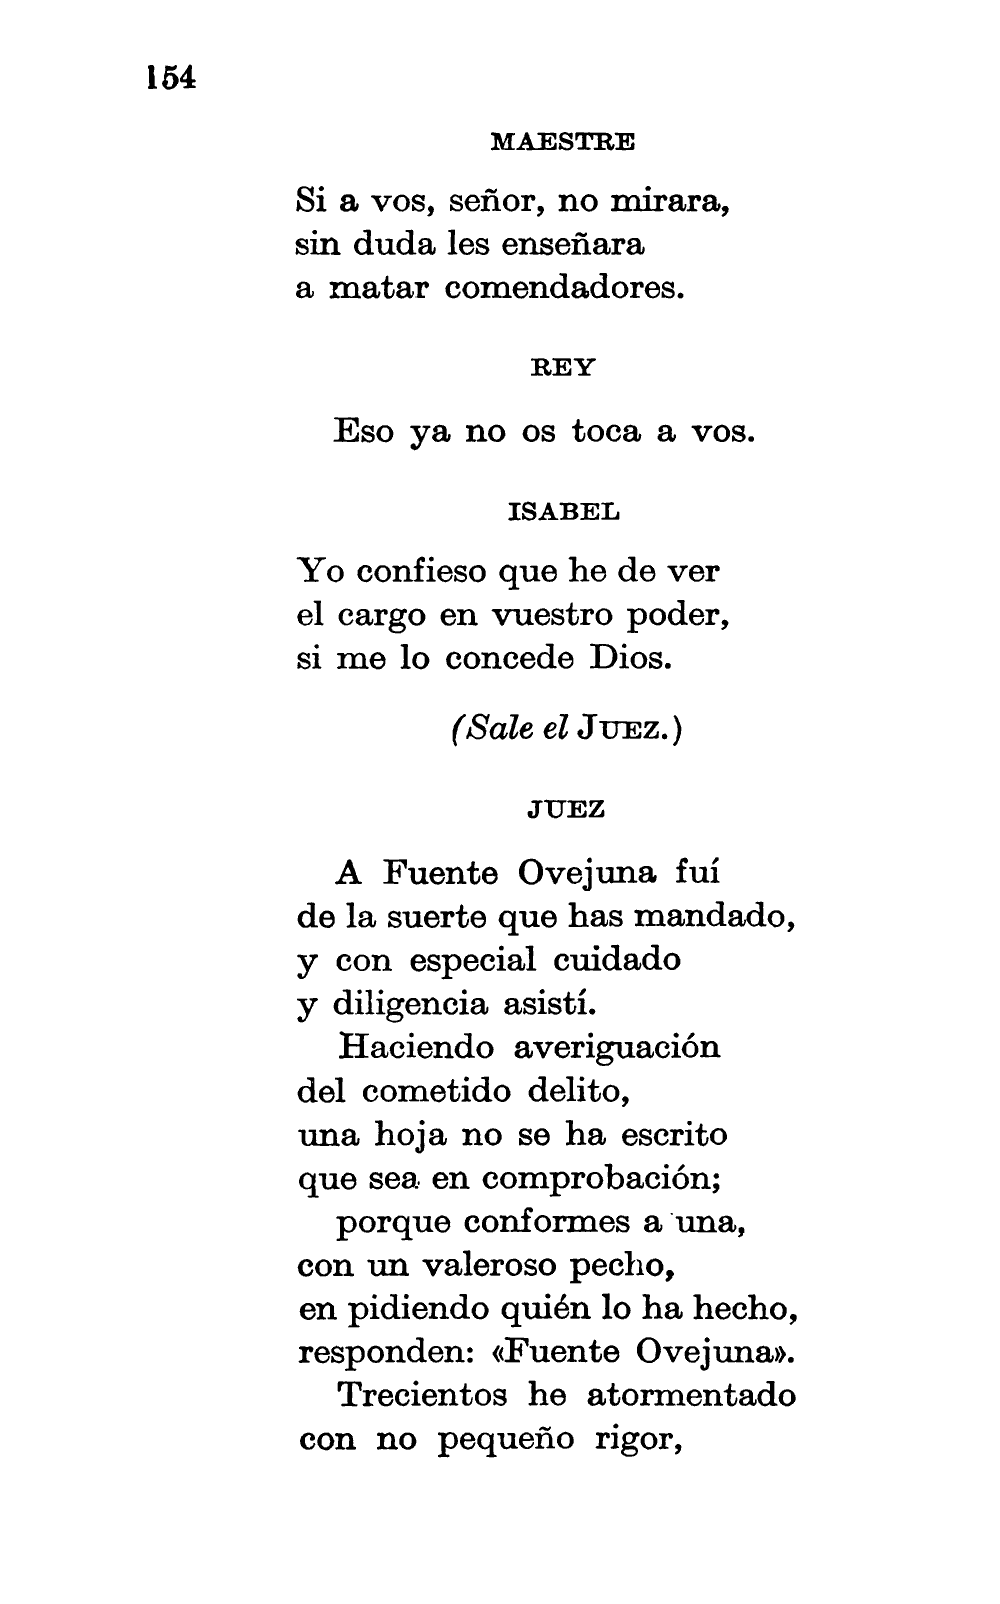 154
MAESTRE
Si a vos, señor, no mirara,
sin duda les enseñara
a matar comendadores.
REY
Eso ya no os toca a vos.
ISABEL
Yo confieso que he de ver
el cargo en vuestro poder,
si me lo concede Dios.
(Sale el JUEZ.)
JUEZ
A Fuente Ovejuna fuí
de la suerte que has mandado,
y con especial cuidado
y diligencia asistí.
Haciendo averiguación
del cometido delito,
una hoja no se ha escrito
que sea en comprobación;
porque conformes a una,
con un valeroso pecho,
en pidiendo quién lo ha hecho,
responden: «Fuente Ovejuna».
Trecientos he atormentado
con no pequeño rigor,